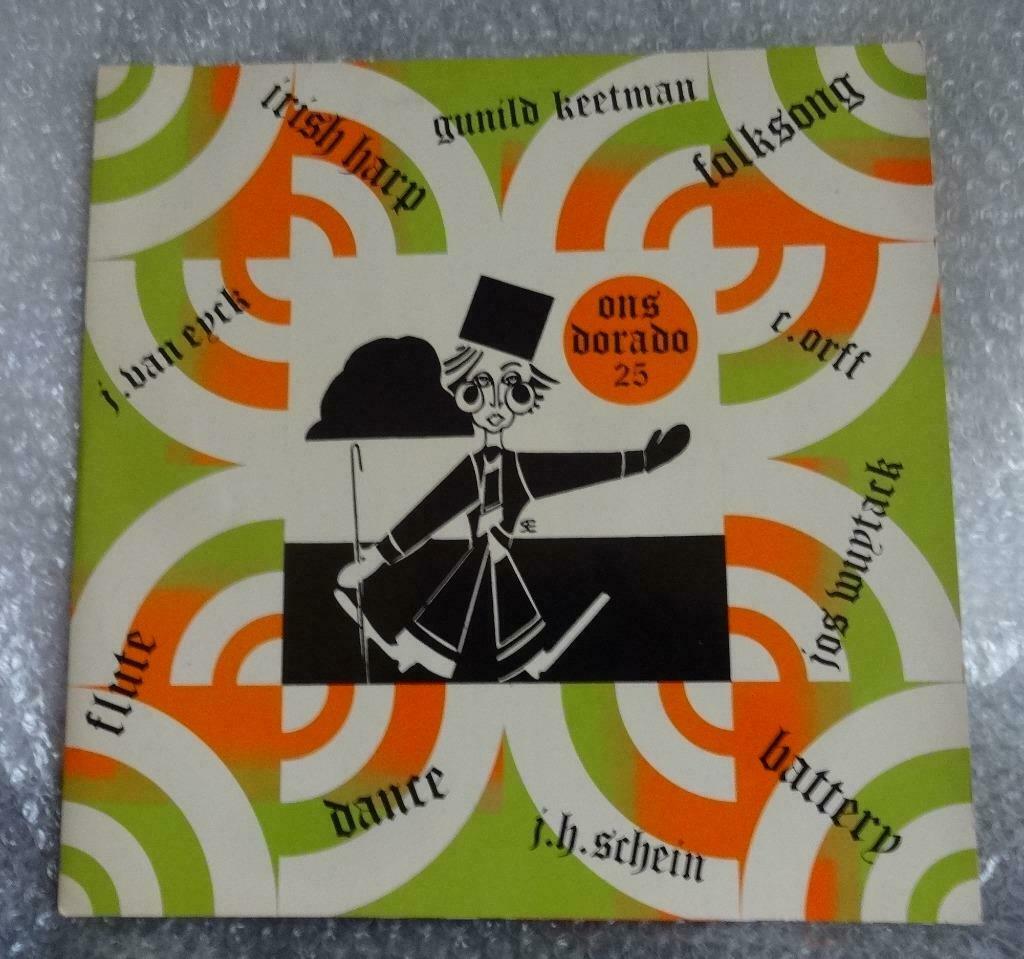 irish harp
gunild keetman
folksong
j. van eyck
ons
dorado
25
c. orff
jos wuytack
flute
dance
j.h. schein
battery